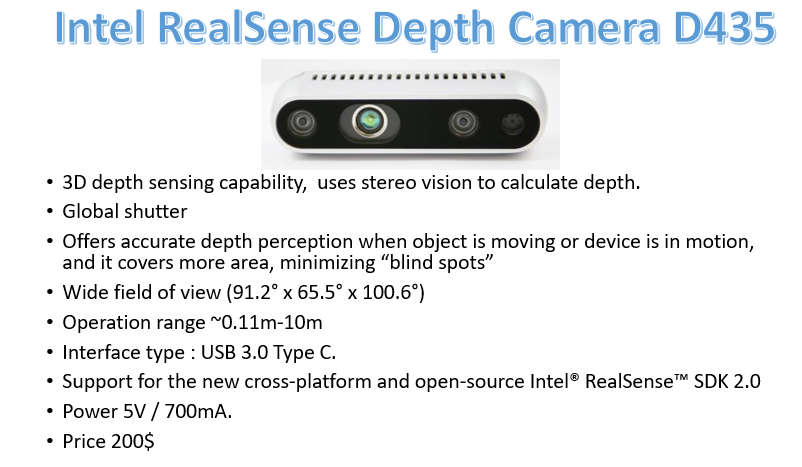 Intel RealSense Depth Camera D435
• 3D depth sensing capability,  uses stereo vision to calculate depth.
• Global shutter
• Offers accurate depth perception when object is moving or device is in motion,
and it covers more area, minimizing “blind spots”
• Wide field of view (91.2° x 65.5° x 100.6°)
• Operation range ~0.11m-10m
• Interface type : USB 3.0 Type C.
• Support for the new cross-platform and open-source Intel® RealSense™ SDK 2.0
• Power 5V / 700mA.
• Price 200$